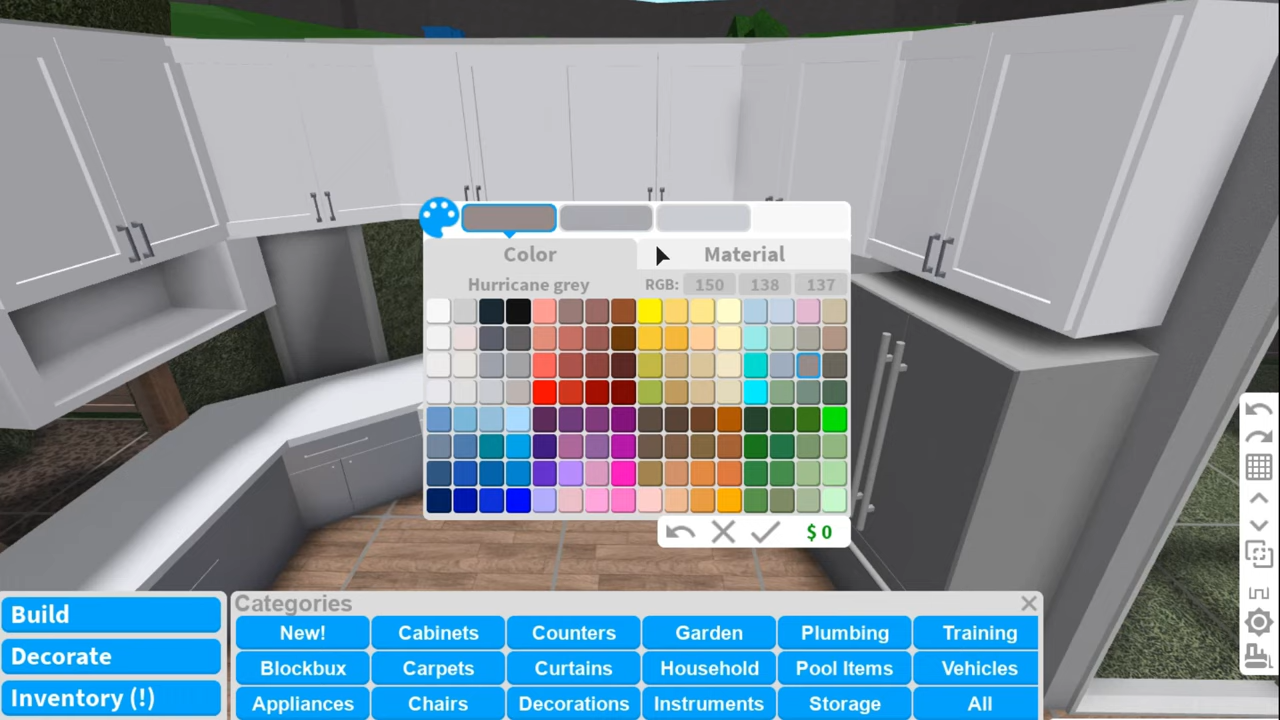 Color
Material
Hurricane grey
RGB: 150 138 137
$ 0
Build
Decorate
Inventory (!)
Categories
New! Cabinets Counters Garden Plumbing Training
Blockbux Carpets Curtains Household Pool Items Vehicles
Appliances Chairs Decorations Instruments Storage All